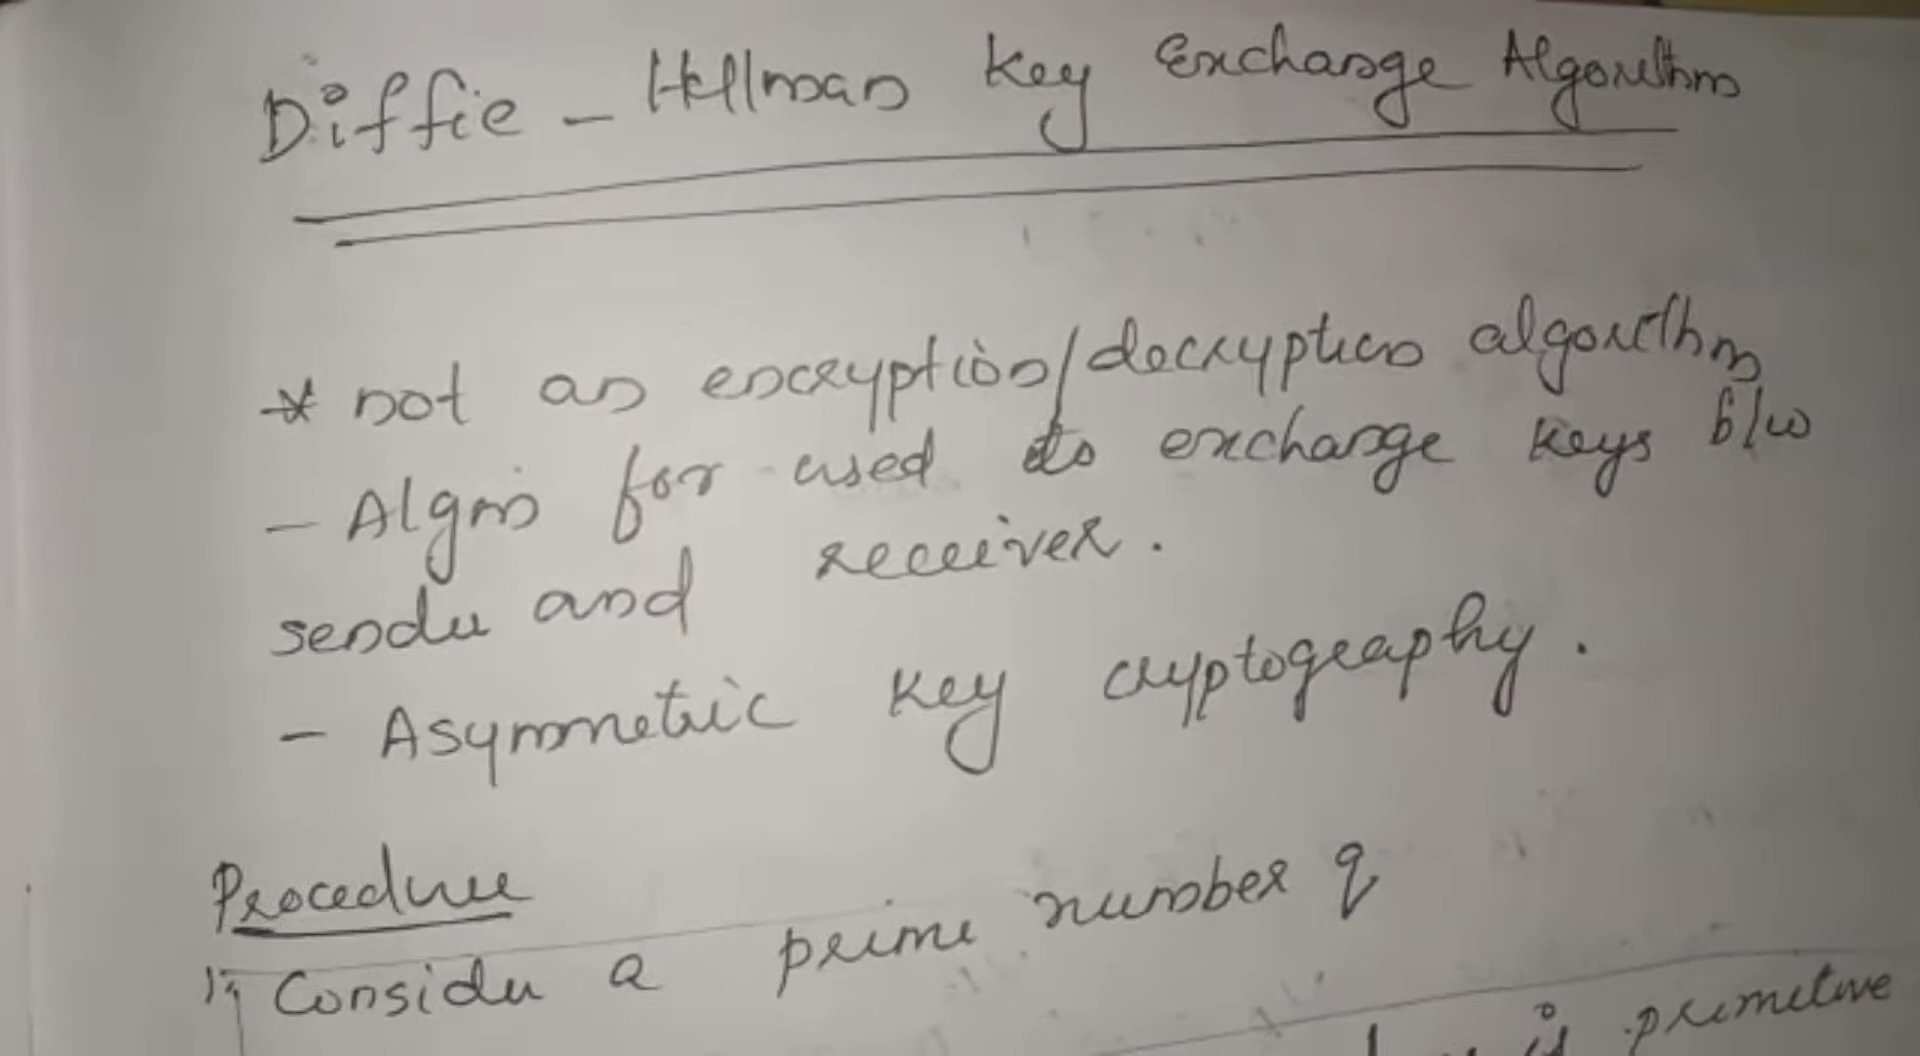 Diffie - Hellman Key Exchange Algorithm
* not an encryption/decryption algorithm
- Algm for used to exchange keys b/w
sender and receiver.
- Asymmetric key cryptography.
Procedure
1) Consider a prime number q
is primitive